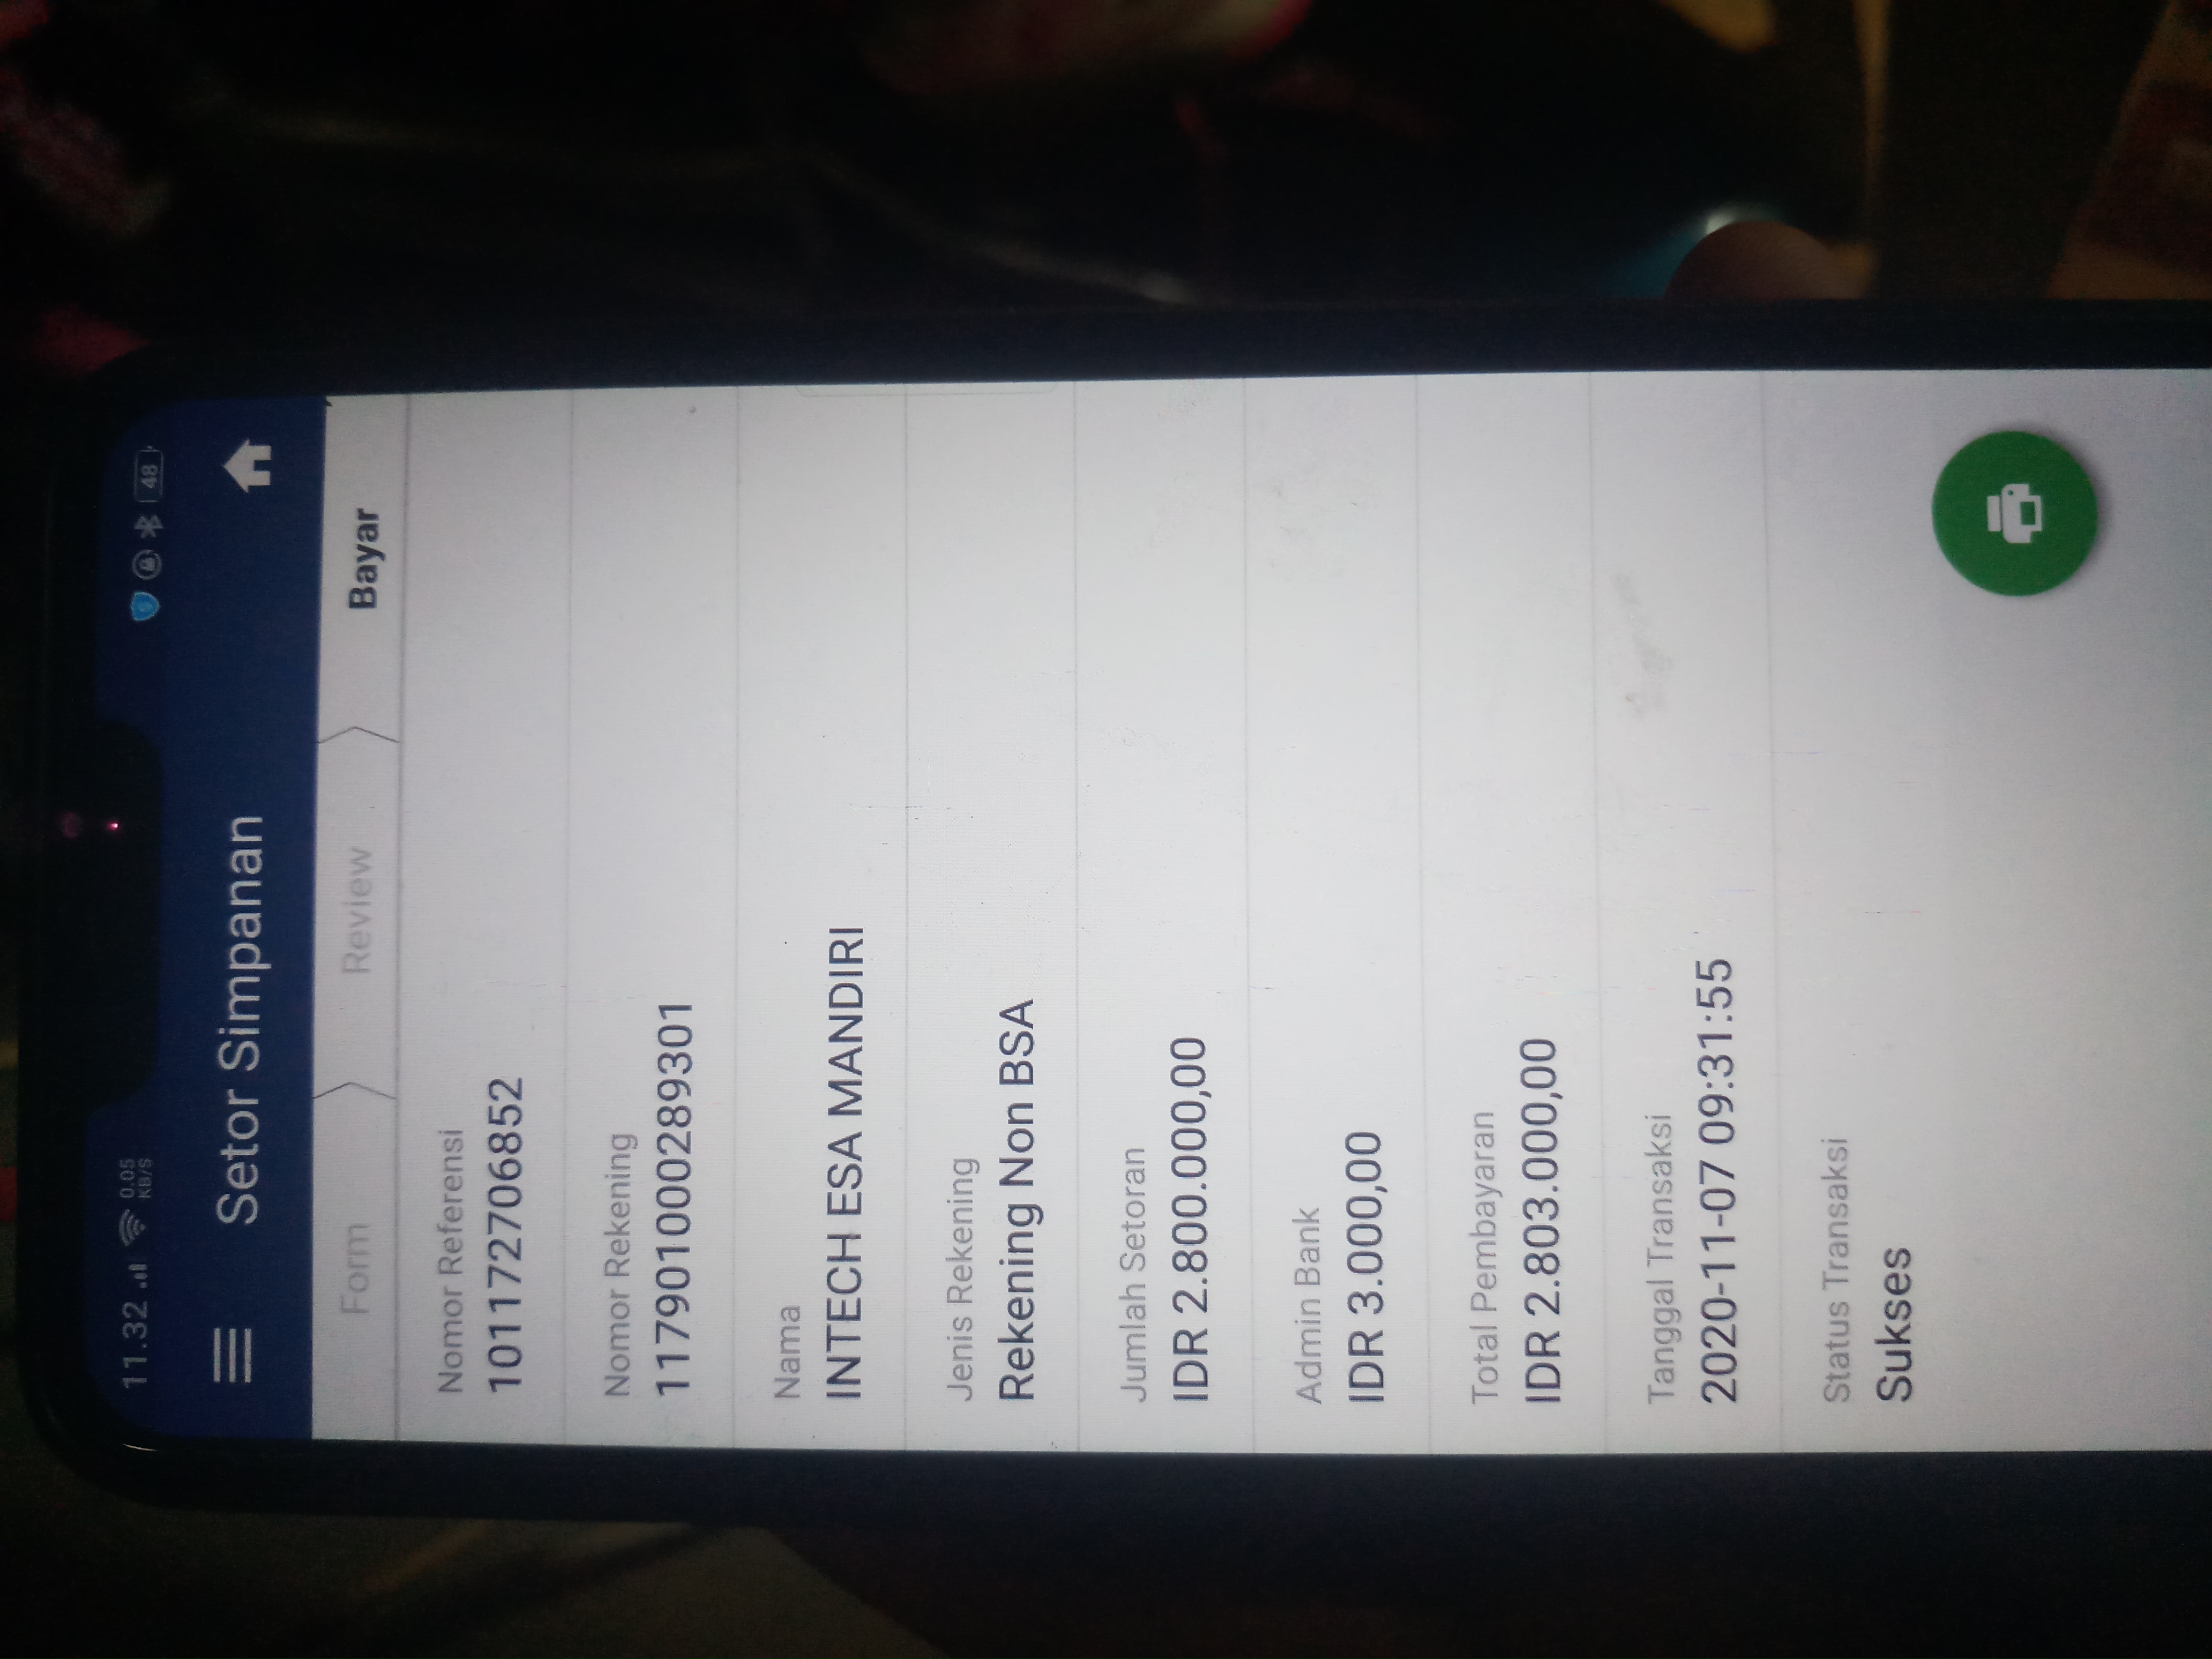 11.32
0.05
KB/S
48
Setor Simpanan
Form
Review
Bayar
Nomor Referensi
101172706852
Nomor Rekening
117901000289301
Nama
INTECH ESA MANDIRI
Jenis Rekening
Rekening Non BSA
Jumlah Setoran
IDR 2.800.000,00
Admin Bank
IDR 3.000,00
Total Pembayaran
IDR 2.803.000,00
Tanggal Transaksi
2020-11-07 09:31:55
Status Transaksi
Sukses